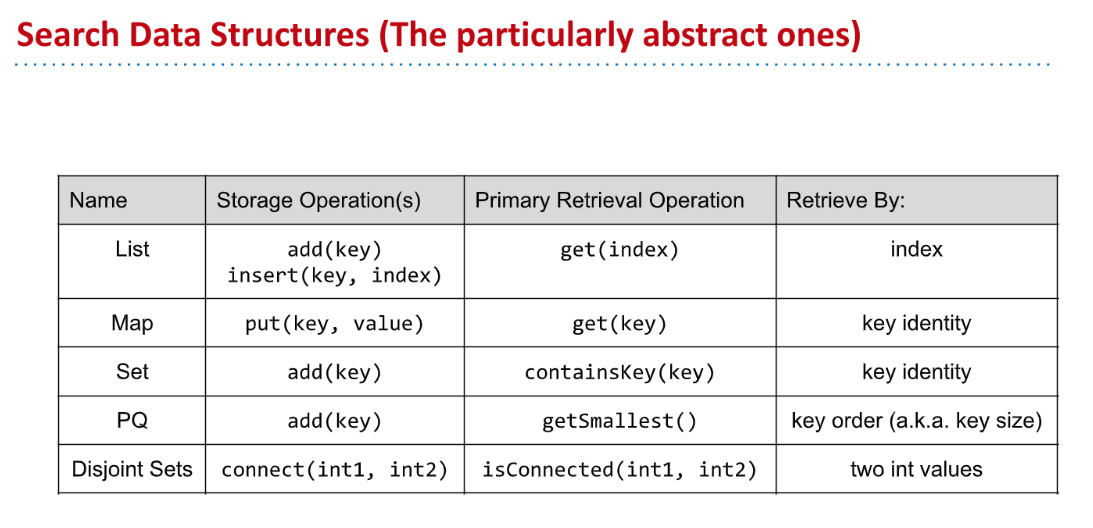 Search Data Structures (The particularly abstract ones)
Name Storage Operation(s) Primary Retrieval Operation Retrieve By:
List add(key) get(index) index
insert(key, index)
Map put(key, value) get(key) key identity
Set add(key) containsKey(key) key identity
PQ add(key) getSmallest() key order (a.k.a. key size)
Disjoint Sets connect(int1, int2) isConnected(int1, int2) two int values